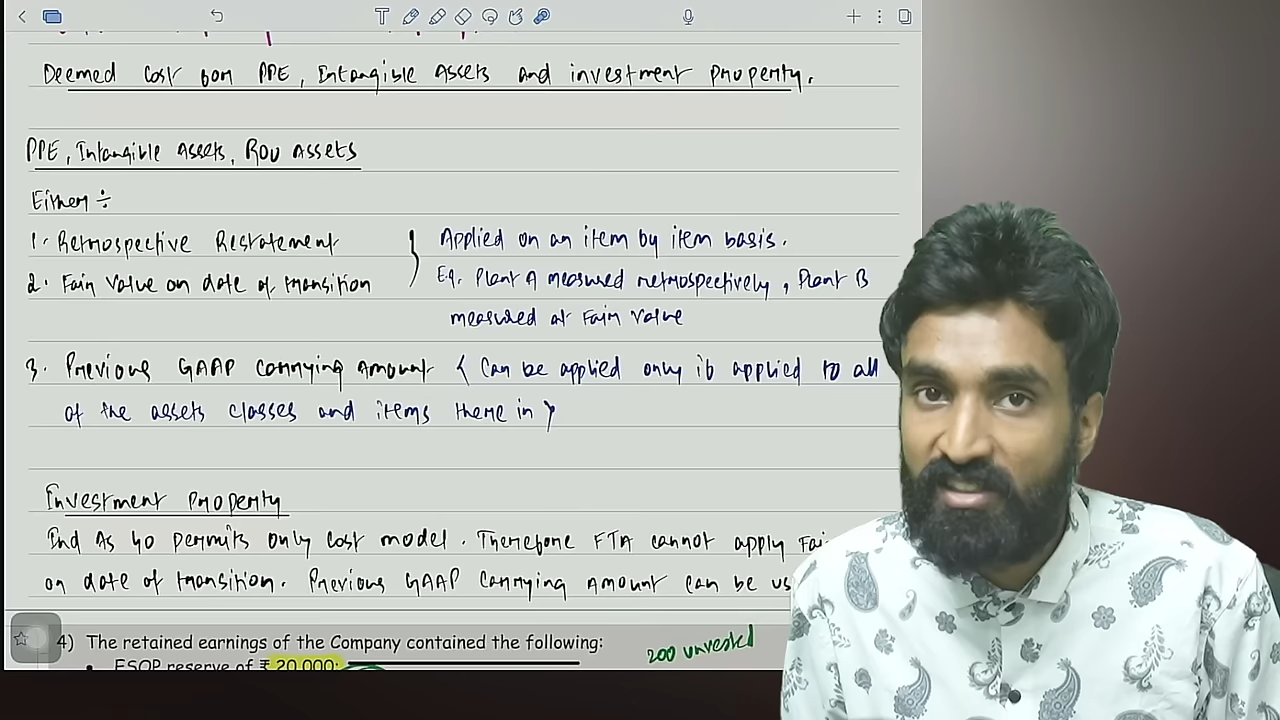 Deemed Cost for PPE, Intangible Assets and investment property.
PPE, Intangible Assets, ROU Assets
Either ÷
1. Retrospective Restatement
Applied on an item by item basis.
2. Fair Value on date of transition
Eg. Plant A measured retrospectively, Plant B
measured at Fair Value
3. Previous GAAP Carrying Amount { Can be applied only if applied to all
of the assets classes and items there in }
Investment Property
Ind As 40 permits only cost model. Therefore FTA cannot apply
on date of transition. Previous GAAP Carrying Amount can be
4) The retained earnings of the Company contained the following:
200 unvested
• ESOP reserve of ₹ 20,000;